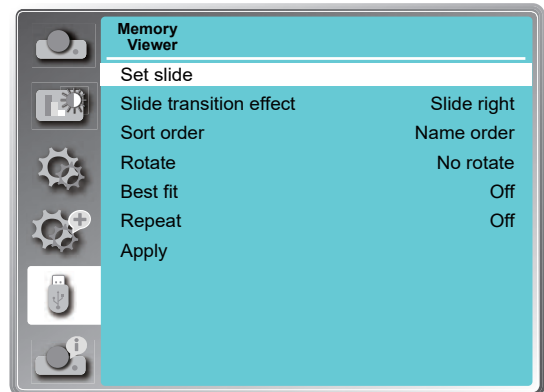 Memory
Viewer
Set slide
Slide transition effect Slide right
Sort order Name order
Rotate No rotate
Best fit Off
Repeat Off
Apply